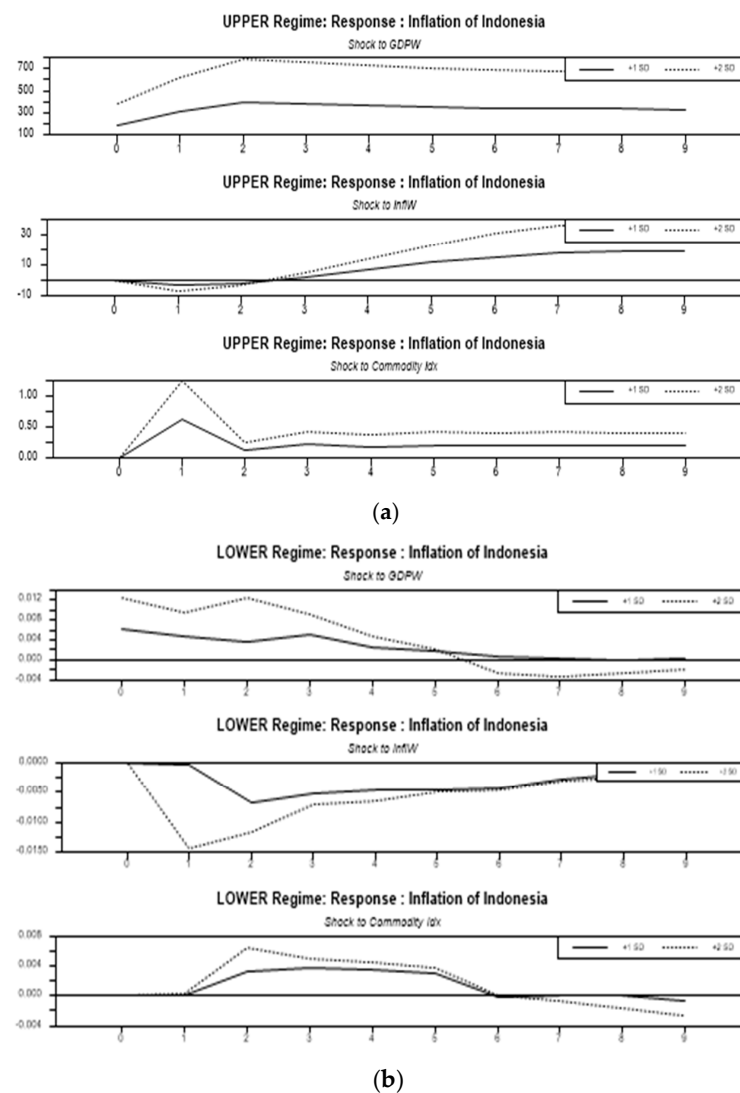 UPPER Regime: Response : Inflation of Indonesia
Shock to GDPW
700
500
300
100
+1 SD +2 SD
0 1 2 3 4 5 6 7 8 9
UPPER Regime: Response : Inflation of Indonesia
Shock to InflW
30
10
-10
+1 SD +2 SD
0 1 2 3 4 5 6 7 8 9
UPPER Regime: Response : Inflation of Indonesia
Shock to Commodity Idx
1.00
0.50
0.00
+1 SD +2 SD
0 1 2 3 4 5 6 7 8 9
(a)
LOWER Regime: Response : Inflation of Indonesia
Shock to GDPW
0.012
0.008
0.004
0.000
-0.004
+1 SD +2 SD
0 1 2 3 4 5 6 7 8 9
LOWER Regime: Response : Inflation of Indonesia
Shock to InflW
0.0000
-0.0050
-0.0100
-0.0150
0 1 2 3 4 5 6 7 8 9
LOWER Regime: Response : Inflation of Indonesia
Shock to Commodity Idx
0.008
0.004
0.000
-0.004
+1 SD +2 SD
0 1 2 3 4 5 6 7 8 9
(b)